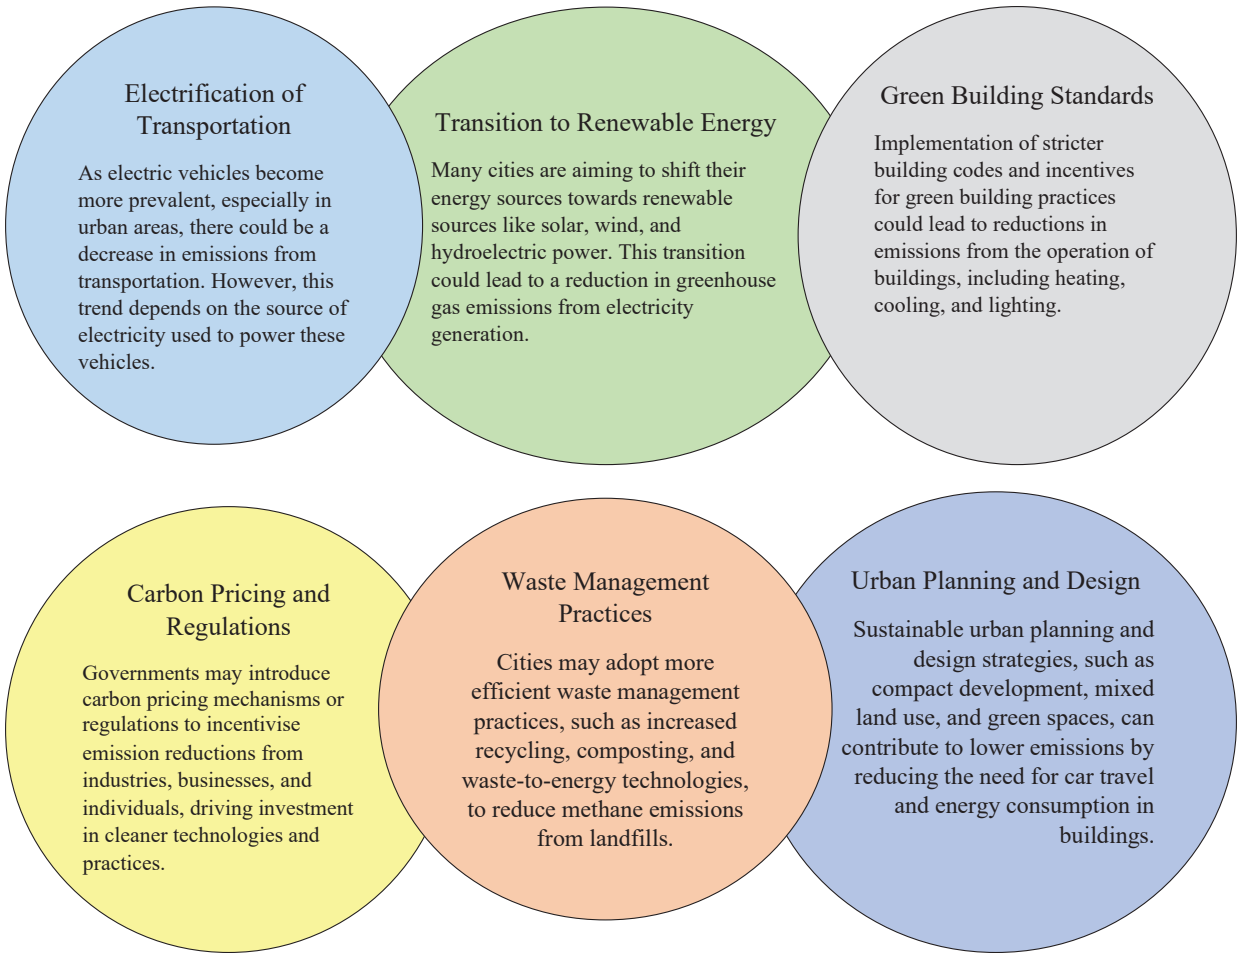 Electrification of
Transportation
As electric vehicles become
more prevalent, especially in
urban areas, there could be a
decrease in emissions from
transportation. However, this
trend depends on the source of
electricity used to power these
vehicles.
Transition to Renewable Energy
Many cities are aiming to shift their
energy sources towards renewable
sources like solar, wind, and
hydroelectric power. This transition
could lead to a reduction in greenhouse
gas emissions from electricity
generation.
Green Building Standards
Implementation of stricter
building codes and incentives
for green building practices
could lead to reductions in
emissions from the operation of
buildings, including heating,
cooling, and lighting.
Carbon Pricing and
Regulations
Governments may introduce
carbon pricing mechanisms or
regulations to incentivise
emission reductions from
industries, businesses, and
individuals, driving investment
in cleaner technologies and
practices.
Waste Management
Practices
Cities may adopt more
efficient waste management
practices, such as increased
recycling, composting, and
waste-to-energy technologies,
to reduce methane emissions
from landfills.
Urban Planning and Design
Sustainable urban planning and
design strategies, such as
compact development, mixed
land use, and green spaces, can
contribute to lower emissions by
reducing the need for car travel
and energy consumption in
buildings.